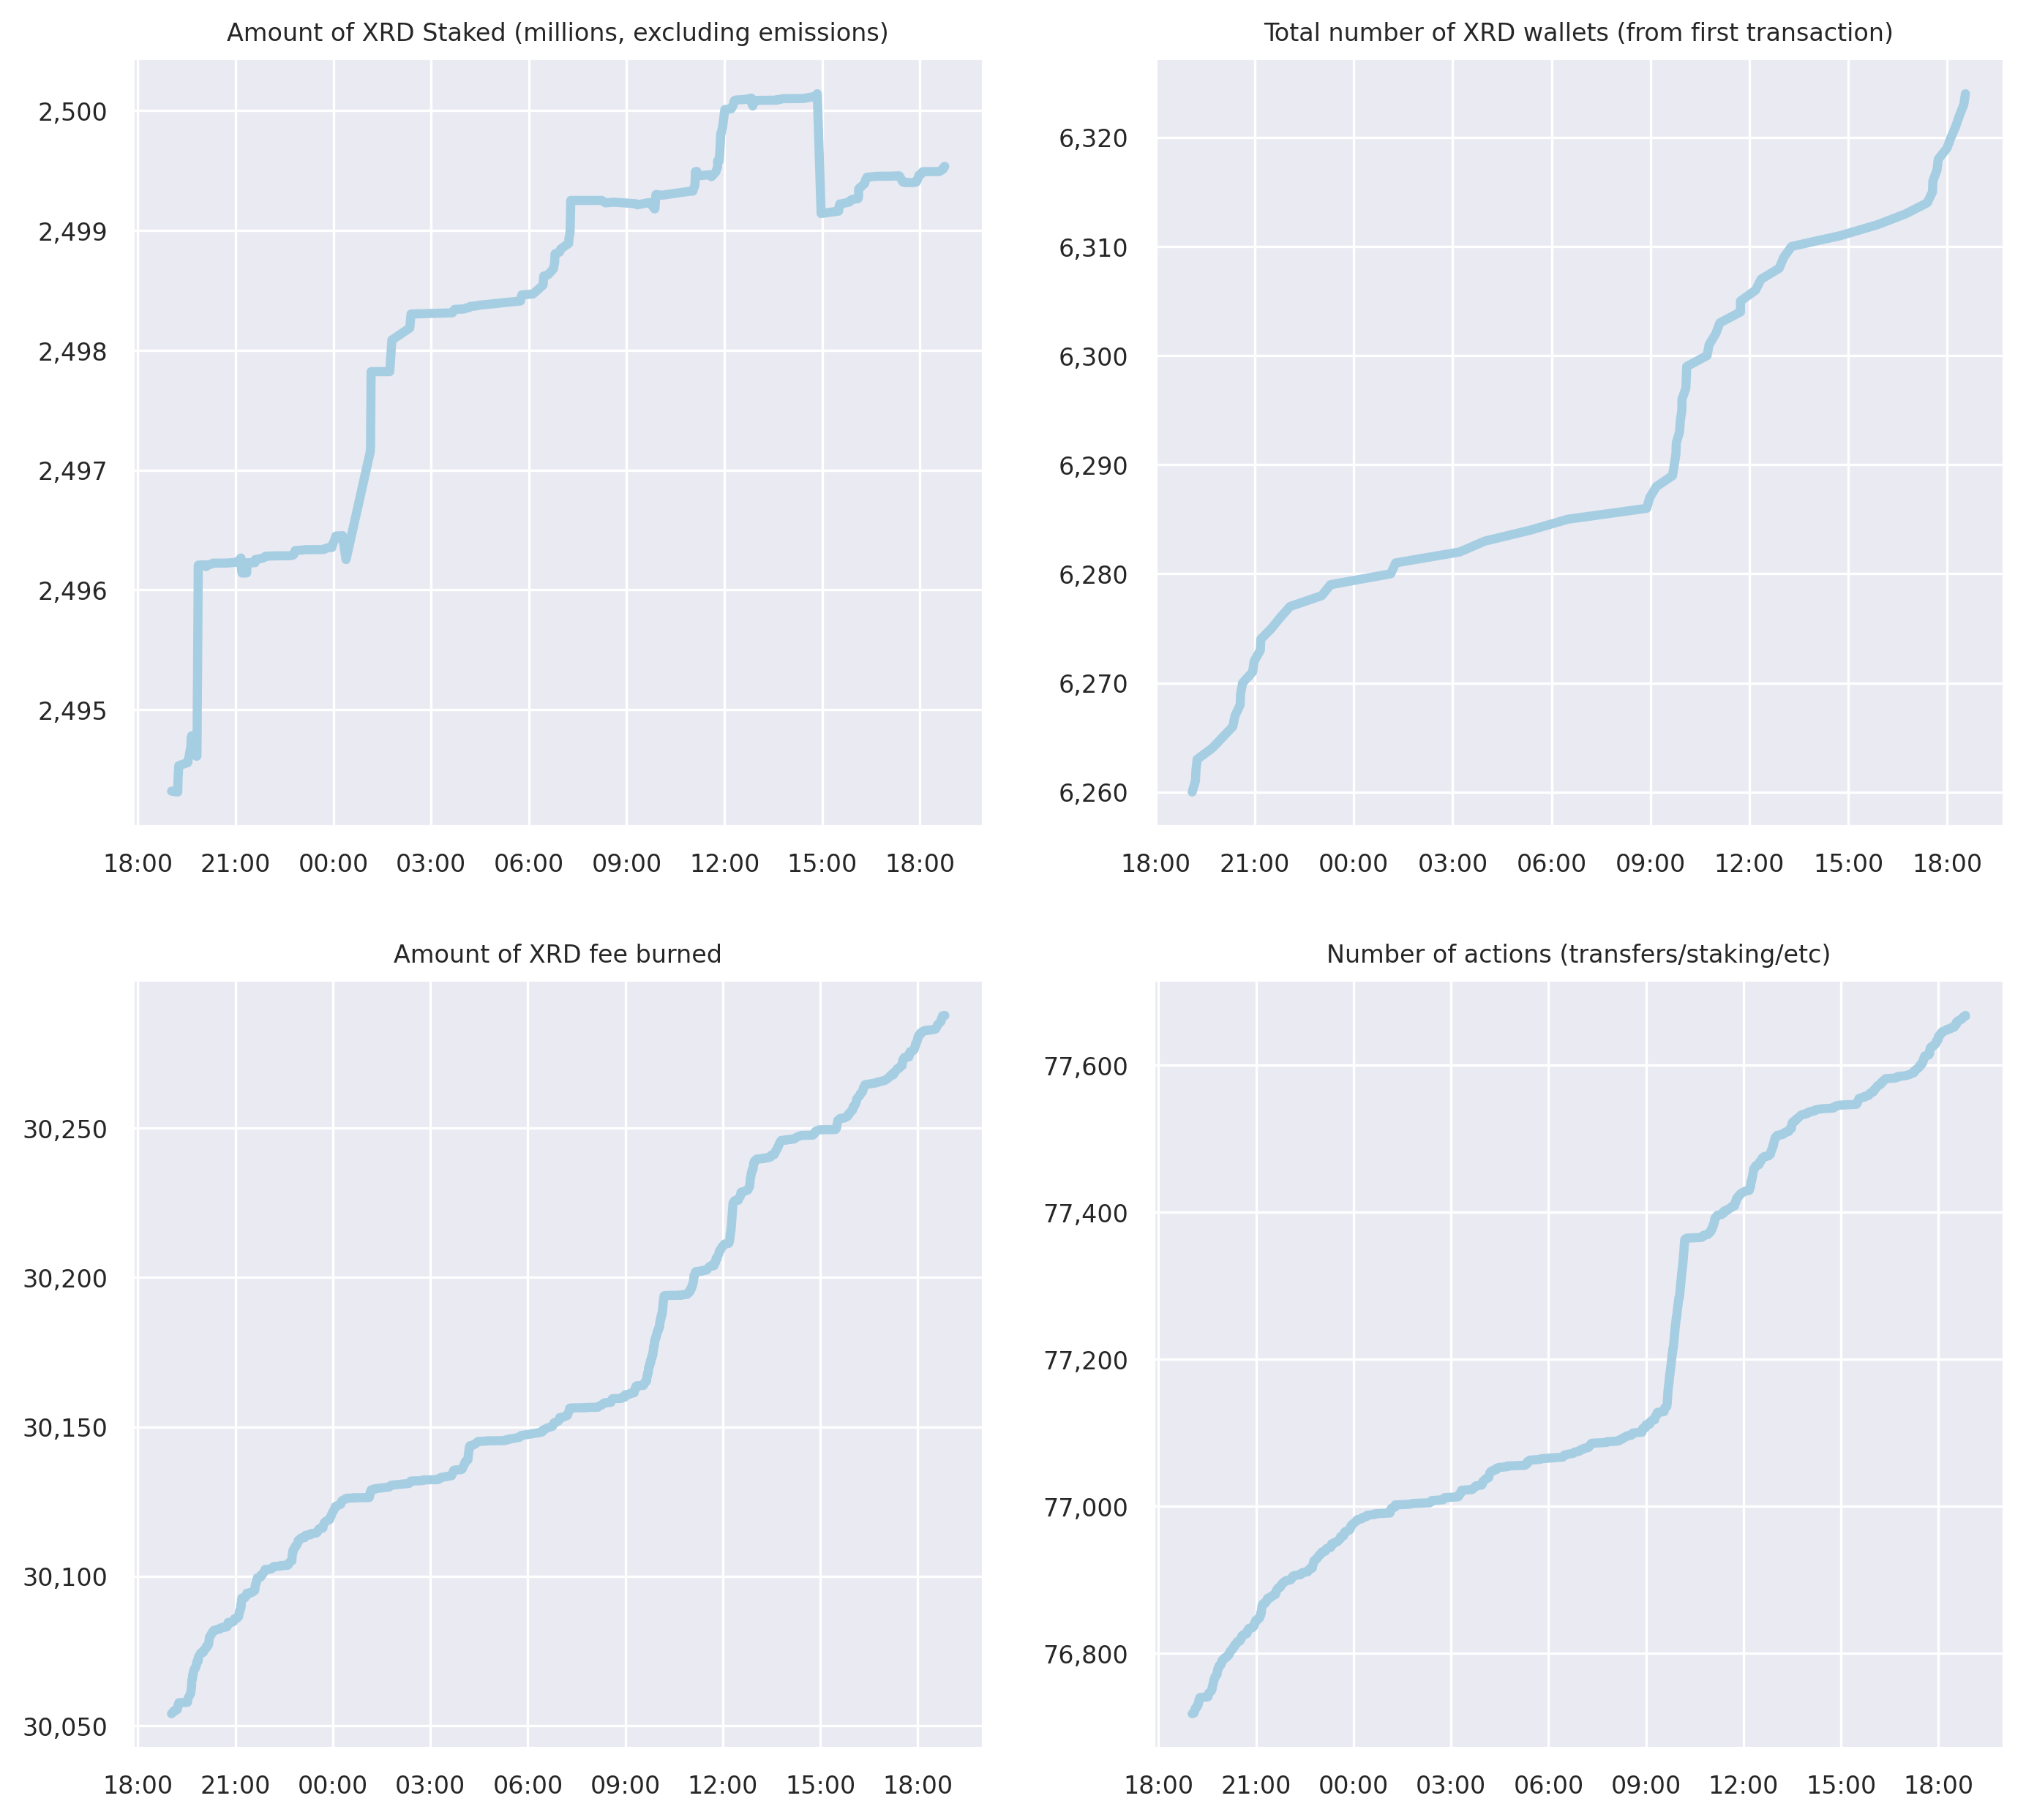 Amount of XRD Staked (millions, excluding emissions)
2,500
2,499
2,498
2,497
2,496
2,495
18:00 21:00 00:00 03:00 06:00 09:00 12:00 15:00 18:00
Total number of XRD wallets (from first transaction)
6,320
6,310
6,300
6,290
6,280
6,270
6,260
18:00 21:00 00:00 03:00 06:00 09:00 12:00 15:00 18:00
Amount of XRD fee burned
30,250
30,200
30,150
30,100
30,050
18:00 21:00 00:00 03:00 06:00 09:00 12:00 15:00 18:00
Number of actions (transfers/staking/etc)
77,600
77,400
77,200
77,000
76,800
18:00 21:00 00:00 03:00 06:00 09:00 12:00 15:00 18:00